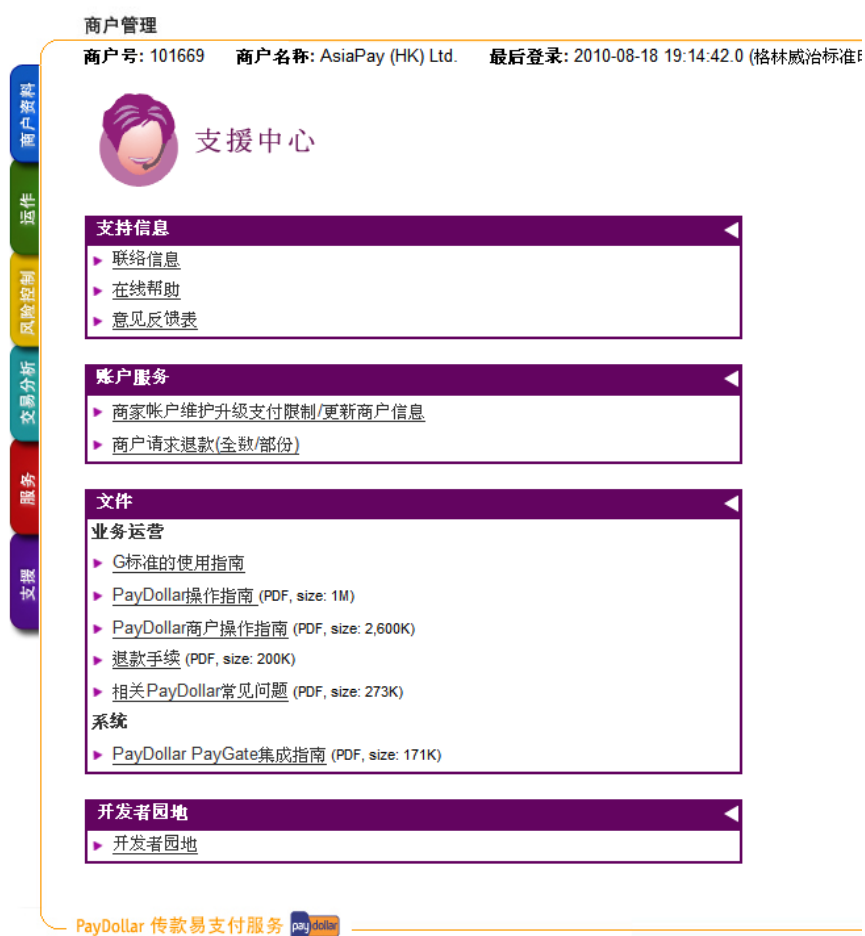 商户管理
商户号: 101669 商户名称: AsiaPay (HK) Ltd. 最后登录: 2010-08-18 19:14:42.0 (格林威治标准
商户资料
运作
风险控制
交易分析
服务
支援
支援中心
支持信息
联络信息
在线帮助
意见反馈表
账户服务
商家帐户维护升级支付限制/更新商户信息
商户请求退款(全数/部份)
文件
业务运营
G标准的使用指南
PayDollar操作指南 (PDF, size: 1M)
PayDollar商户操作指南 (PDF, size: 2,600K)
退款手续 (PDF, size: 200K)
相关PayDollar常见问题 (PDF, size: 273K)
系统
PayDollar PayGate集成指南 (PDF, size: 171K)
开发者园地
开发者园地
PayDollar 传款易支付服务 paydollar